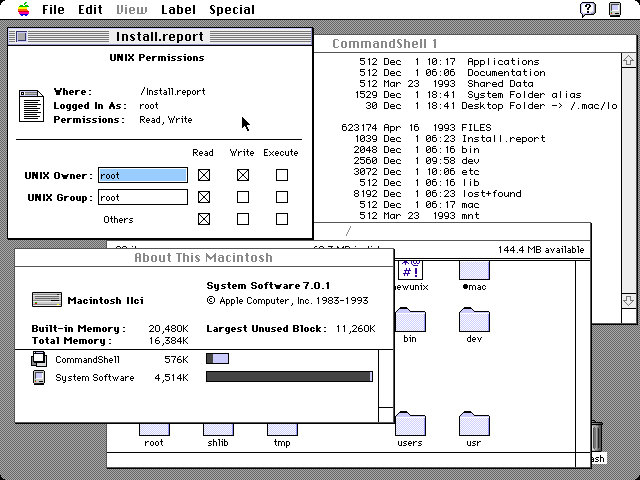 File Edit View Label Special
Install.report
UNIX Permissions
Where: /Install.report
Logged In As: root
Permissions: Read, Write
Read Write Execute
UNIX Owner: root
UNIX Group: root
Others
CommandShell 1
512 Dec 1 10:17 Applications
512 Dec 1 06:06 Documentation
512 Mar 23 1993 Shared Data
1529 Dec 1 18:41 System Folder alias
30 Dec 1 18:41 Desktop Folder -> /.mac/lo
623174 Apr 16 1993 FILES
1039 Dec 1 06:23 Install.report
2048 Dec 1 06:16 bin
2560 Dec 1 09:58 dev
3072 Dec 1 10:06 etc
512 Dec 1 06:16 lib
8192 Dec 1 06:23 lost+found
512 Dec 1 06:17 mac
512 Mar 23 1993 mnt
/
144.4 MB available
ewunix
●mac
bin
dev
root
shlib
tmp
users
usr
ash
About This Macintosh
Macintosh IIci
System Software 7.0.1
© Apple Computer, Inc. 1983-1993
Built-in Memory: 20,480K
Total Memory: 16,384K
Largest Unused Block: 11,260K
CommandShell 576K
System Software 4,514K